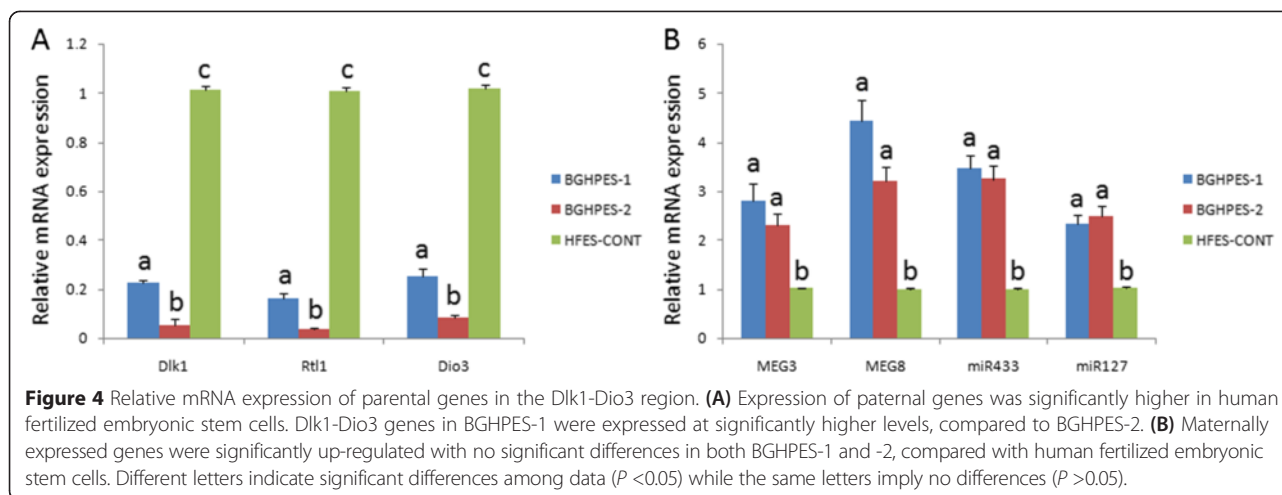 A
B
Relative mRNA expression
1.2
1
0.8
0.6
0.4
0.2
0
a b c
a b c
a b c
Dlk1 Rtl1 Dio3
BGHPES-1
BGHPES-2
HFES-CONT
Relative mRNA expression
6
5
4
3
2
1
0
a a b
a a b
a a b
a a b
MEG3 MEG8 miR433 miR127
BGHPES-1
BGHPES-2
HFES-CONT
Figure 4 Relative mRNA expression of parental genes in the Dlk1-Dio3 region. (A) Expression of paternal genes was significantly higher in human
fertilized embryonic stem cells. Dlk1-Dio3 genes in BGHPES-1 were expressed at significantly higher levels, compared to BGHPES-2. (B) Maternally
expressed genes were significantly up-regulated with no significant differences in both BGHPES-1 and -2, compared with human fertilized embryonic
stem cells. Different letters indicate significant differences among data (P <0.05) while the same letters imply no differences (P >0.05).